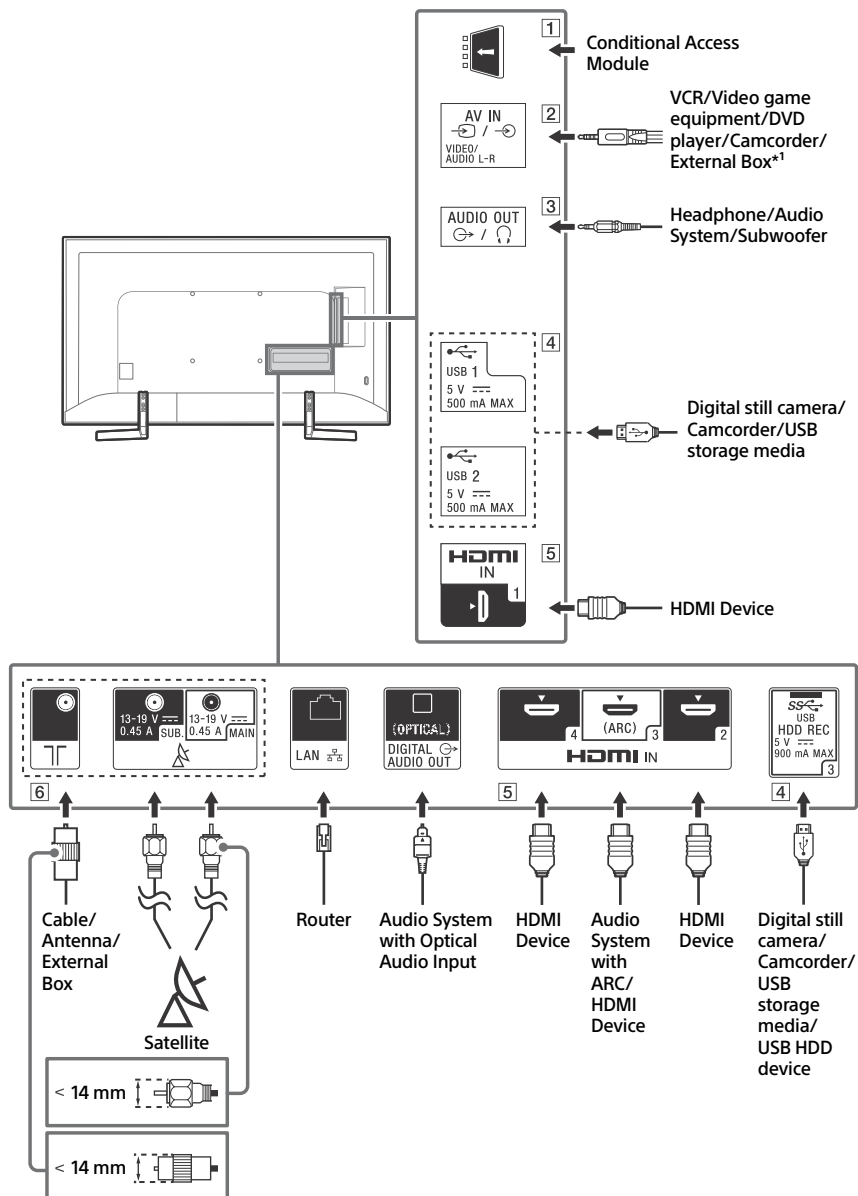 1
Conditional Access
Module
AV IN
/
VIDEO/
AUDIO L-R
2
VCR/Video game
equipment/DVD
player/Camcorder/
External Box*1
AUDIO OUT
/
3
Headphone/Audio
System/Subwoofer
4
USB 1
5 V
500 mA MAX
USB 2
5 V
500 mA MAX
Digital still camera/
Camcorder/USB
storage media
HDMI
IN
1
5
HDMI Device
13-19 V
0.45 A
SUB.
13-19 V
0.45 A
MAIN
LAN
(OPTICAL)
DIGITAL
AUDIO OUT
4
(ARC)
3
2
HDMI IN
SS
USB
HDD REC
5 V
900 mA MAX
3
6
5
4
Cable/
Antenna/
External
Box
Satellite
Router
Audio System
with Optical
Audio Input
HDMI
Device
Audio
System
with
ARC/
HDMI
Device
HDMI
Device
Digital still
camera/
Camcorder/
USB
storage
media/
USB HDD
device
< 14 mm
< 14 mm